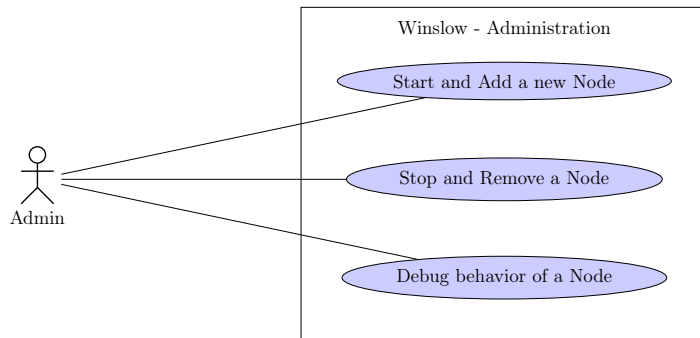 Winslow - Administration
Start and Add a new Node
Stop and Remove a Node
Admin
Debug behavior of a Node